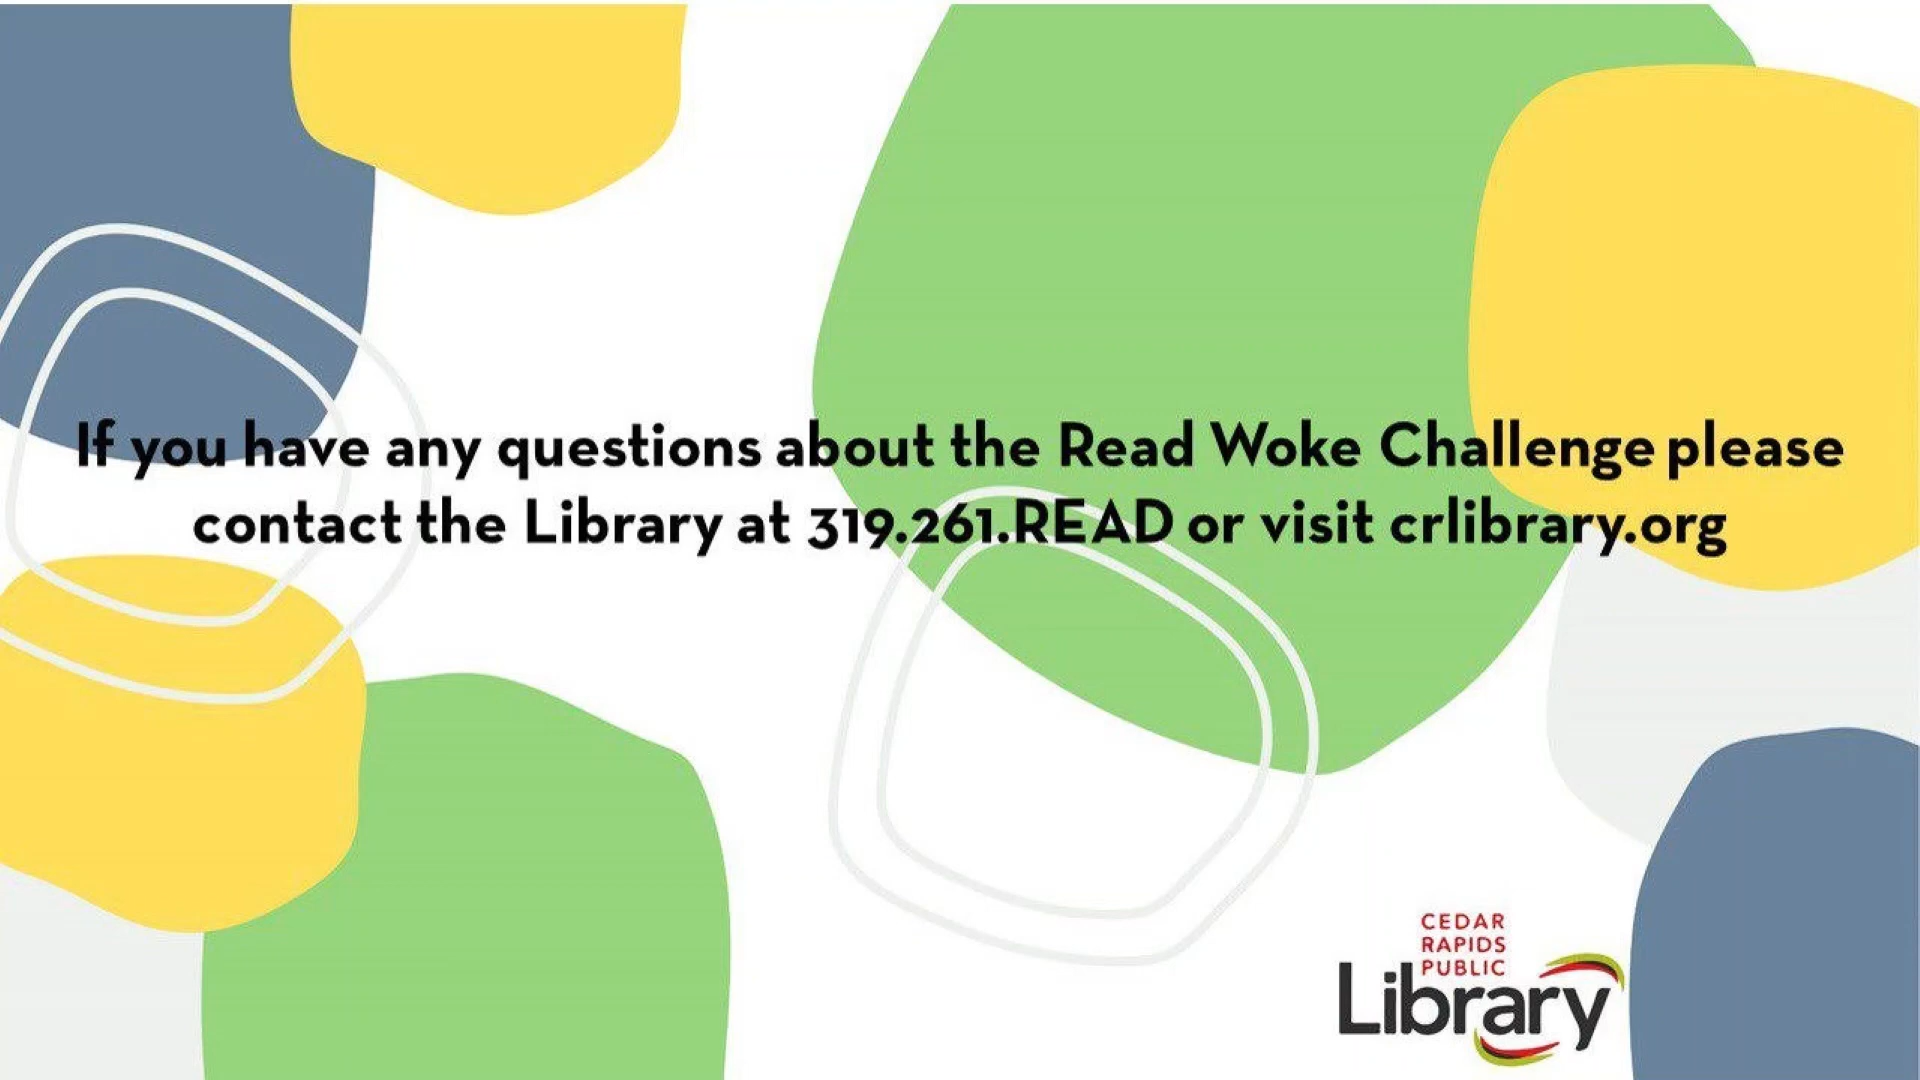 If you have any questions about the Read Woke Challenge please
contact the Library at 319.261.READ or visit crlibrary.org
CEDAR
RAPIDS
PUBLIC
Library